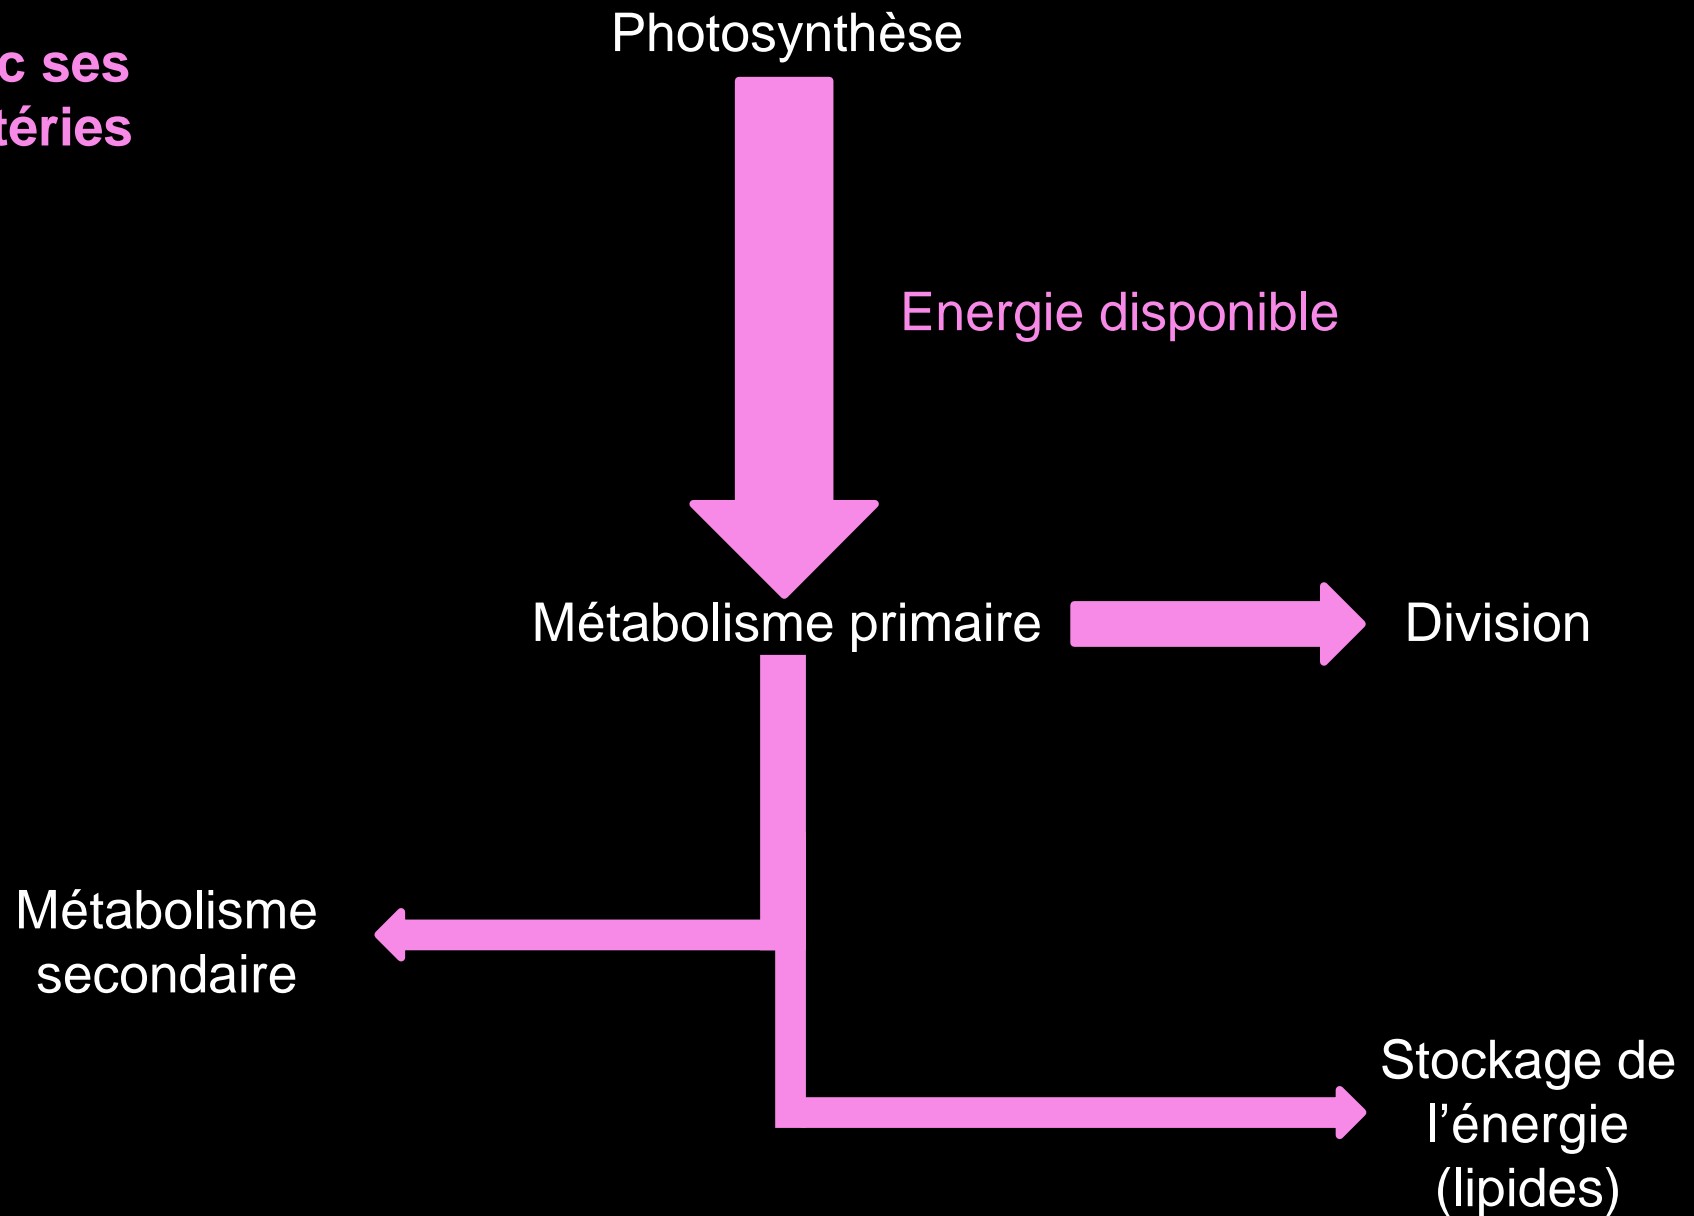 Photosynthèse
c ses
téries
Energie disponible
Métabolisme primaire
Division
Métabolisme
secondaire
Stockage de
l’énergie
(lipides)